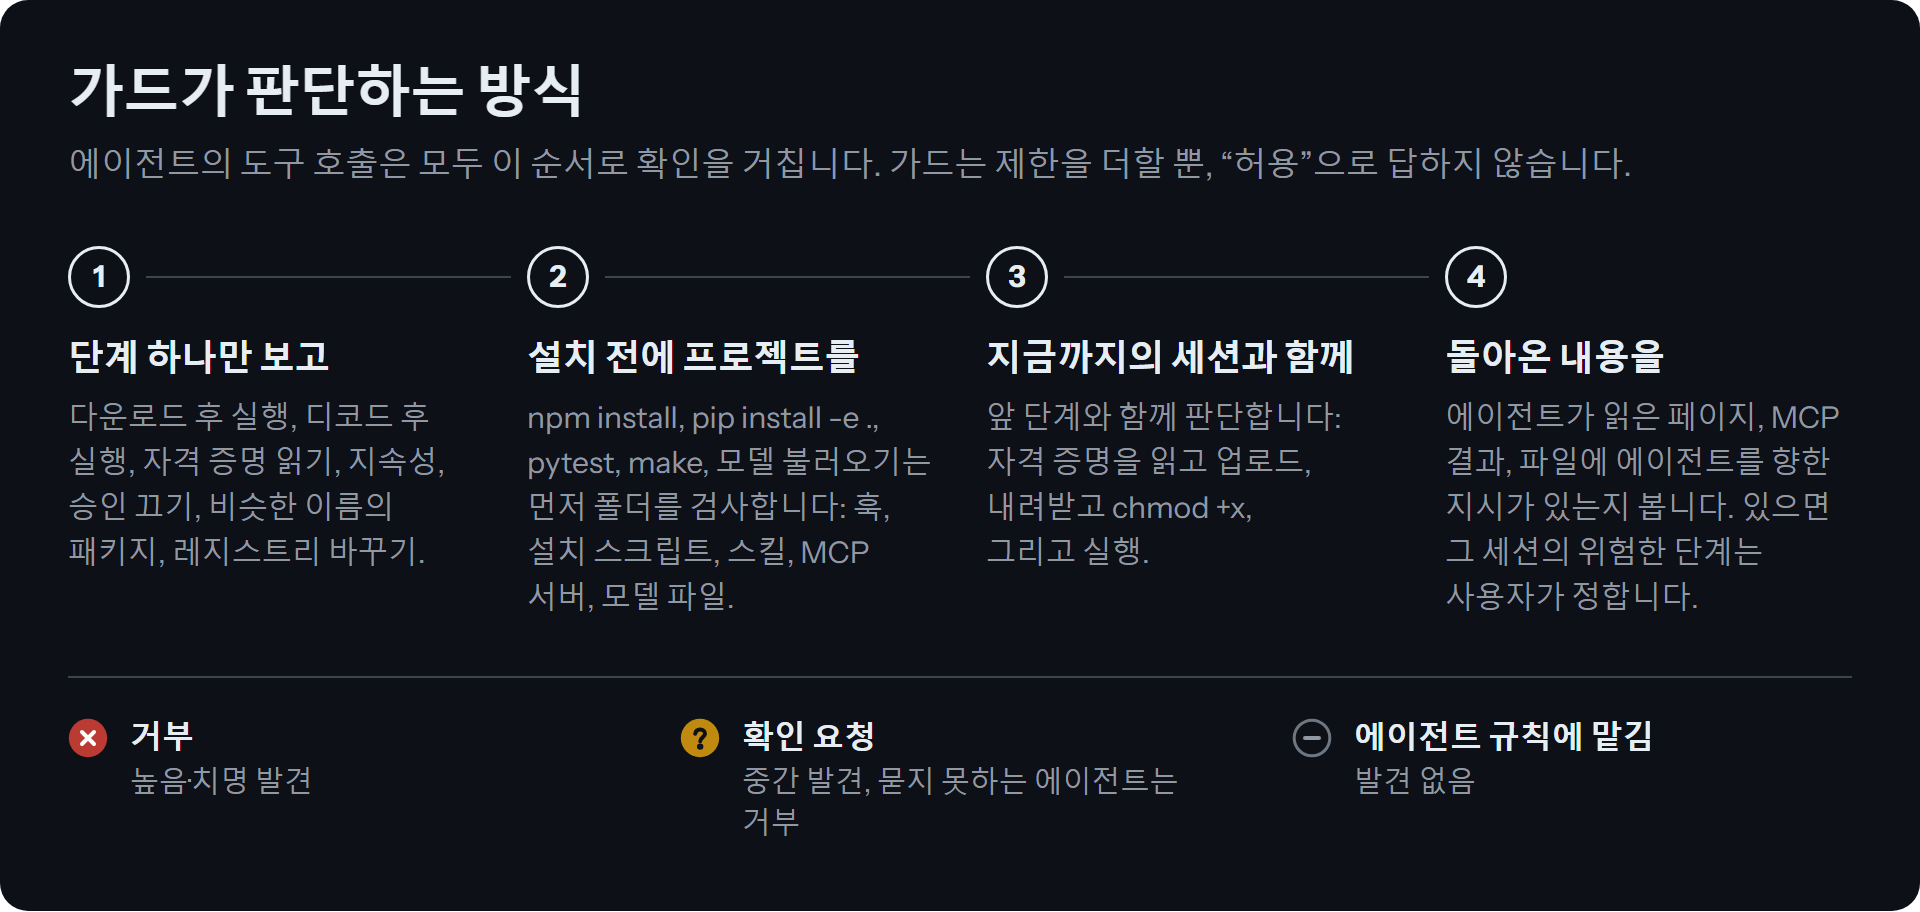 가드가 판단하는 방식
에이전트의 도구 호출은 모두 이 순서로 확인을 거칩니다. 가드는 제한을 더할 뿐, “허용”으로 답하지 않습니다.
1
단계 하나만 보고
다운로드 후 실행, 디코드 후
실행, 자격 증명 읽기, 지속성,
승인 끄기, 비슷한 이름의
패키지, 레지스트리 바꾸기.
2
설치 전에 프로젝트를
npm install, pip install -e .,
pytest, make, 모델 불러오기는
먼저 폴더를 검사합니다: 훅,
설치 스크립트, 스킬, MCP
서버, 모델 파일.
3
지금까지의 세션과 함께
앞 단계와 함께 판단합니다:
자격 증명을 읽고 업로드,
내려받고 chmod +x,
그리고 실행.
4
돌아온 내용을
에이전트가 읽은 페이지, MCP
결과, 파일에 에이전트를 향한
지시가 있는지 봅니다. 있으면
그 세션의 위험한 단계는
사용자가 정합니다.
거부
높음·치명 발견
?
확인 요청
중간 발견, 묻지 못하는 에이전트는
거부
에이전트 규칙에 맡김
발견 없음